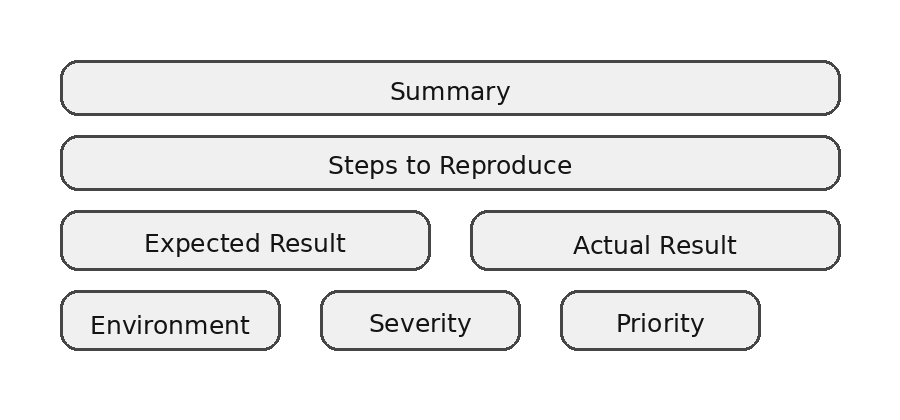 Summary
Steps to Reproduce
Expected Result
Actual Result
Environment
Severity
Priority